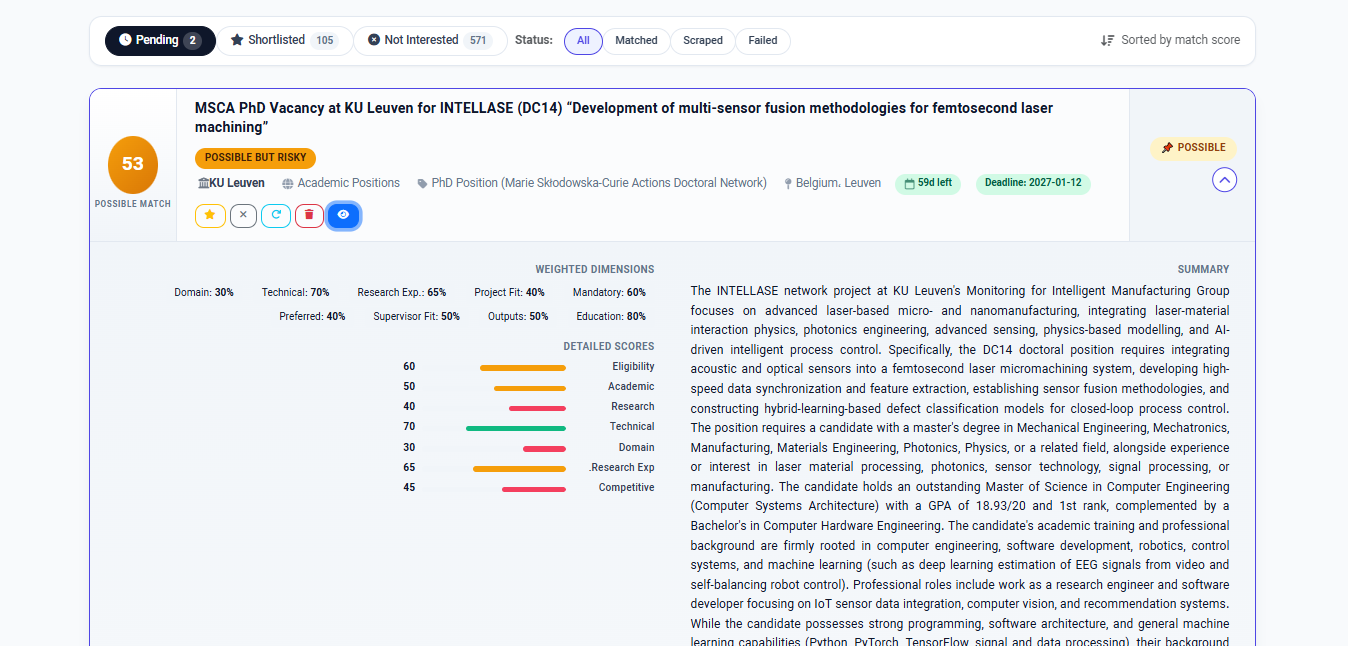 Pending 2 Shortlisted 105 Not Interested 571 Status: All Matched Scraped Failed Sorted by match score
53
POSSIBLE MATCH
MSCA PhD Vacancy at KU Leuven for INTELLASE (DC14) “Development of multi-sensor fusion methodologies for femtosecond laser
machining”
POSSIBLE BUT RISKY
KU Leuven Academic Positions PhD Position (Marie Skłodowska-Curie Actions Doctoral Network) Belgium, Leuven 59d left Deadline: 2027-01-12
POSSIBLE
WEIGHTED DIMENSIONS
Domain: 30% Technical: 70% Research Exp.: 65% Project Fit: 40% Mandatory: 60%
Preferred: 40% Supervisor Fit: 50% Outputs: 50% Education: 80%
DETAILED SCORES
60 Eligibility
50 Academic
40 Research
70 Technical
30 Domain
65 .Research Exp
45 Competitive
SUMMARY
The INTELLASE network project at KU Leuven's Monitoring for Intelligent Manufacturing Group
focuses on advanced laser-based micro- and nanomanufacturing, integrating laser-material
interaction physics, photonics engineering, advanced sensing, physics-based modelling, and AI-
driven intelligent process control. Specifically, the DC14 doctoral position requires integrating
acoustic and optical sensors into a femtosecond laser micromachining system, developing high-
speed data synchronization and feature extraction, establishing sensor fusion methodologies, and
constructing hybrid-learning-based defect classification models for closed-loop process control.
The position requires a candidate with a master's degree in Mechanical Engineering, Mechatronics,
Manufacturing, Materials Engineering, Photonics, Physics, or a related field, alongside experience
or interest in laser material processing, photonics, sensor technology, signal processing, or
manufacturing. The candidate holds an outstanding Master of Science in Computer Engineering
(Computer Systems Architecture) with a GPA of 18.93/20 and 1st rank, complemented by a
Bachelor's in Computer Hardware Engineering. The candidate's academic training and professional
background are firmly rooted in computer engineering, software development, robotics, control
systems, and machine learning (such as deep learning estimation of EEG signals from video and
self-balancing robot control). Professional roles include work as a research engineer and software
developer focusing on IoT sensor data integration, computer vision, and recommendation systems.
While the candidate possesses strong programming, software architecture, and general machine
learning capabilities (Python, PyTorch, TensorFlow, signal and data processing), their background